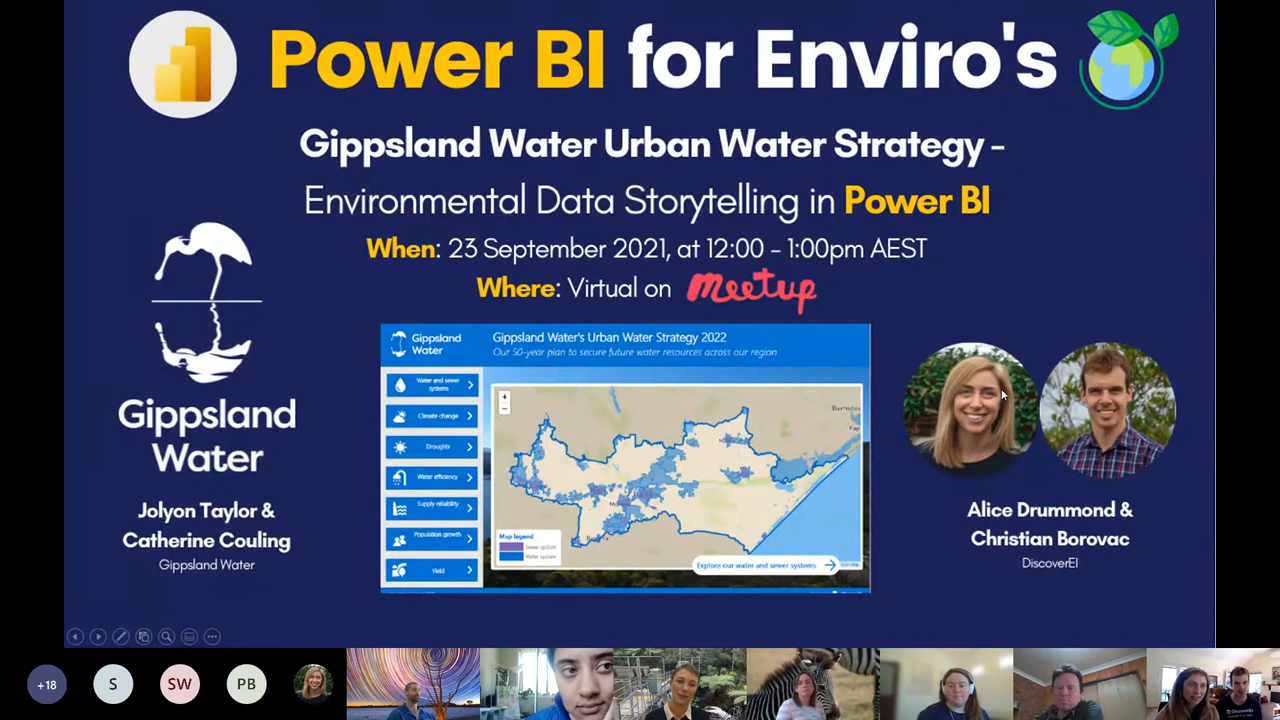 Power BI for Enviro's
Gippsland Water Urban Water Strategy -
Environmental Data Storytelling in Power BI
When: 23 September 2021, at 12:00 - 1:00pm AEST
Where: Virtual on meetup
Gippsland
Water
Jolyon Taylor &
Catherine Couling
Gippsland Water
Gippsland
Water
Gippsland Water's Urban Water Strategy 2022
Our 50-year plan to secure future water resources across our region
Water and sewer
systems
Climate change
Droughts
Water efficiency
Supply reliability
Population growth
Yield
+
-
Map legend
Sewer system
Water system
Explore our water and sewer systems
Alice Drummond &
Christian Borovac
DiscoverEI
+18
S
SW
PB